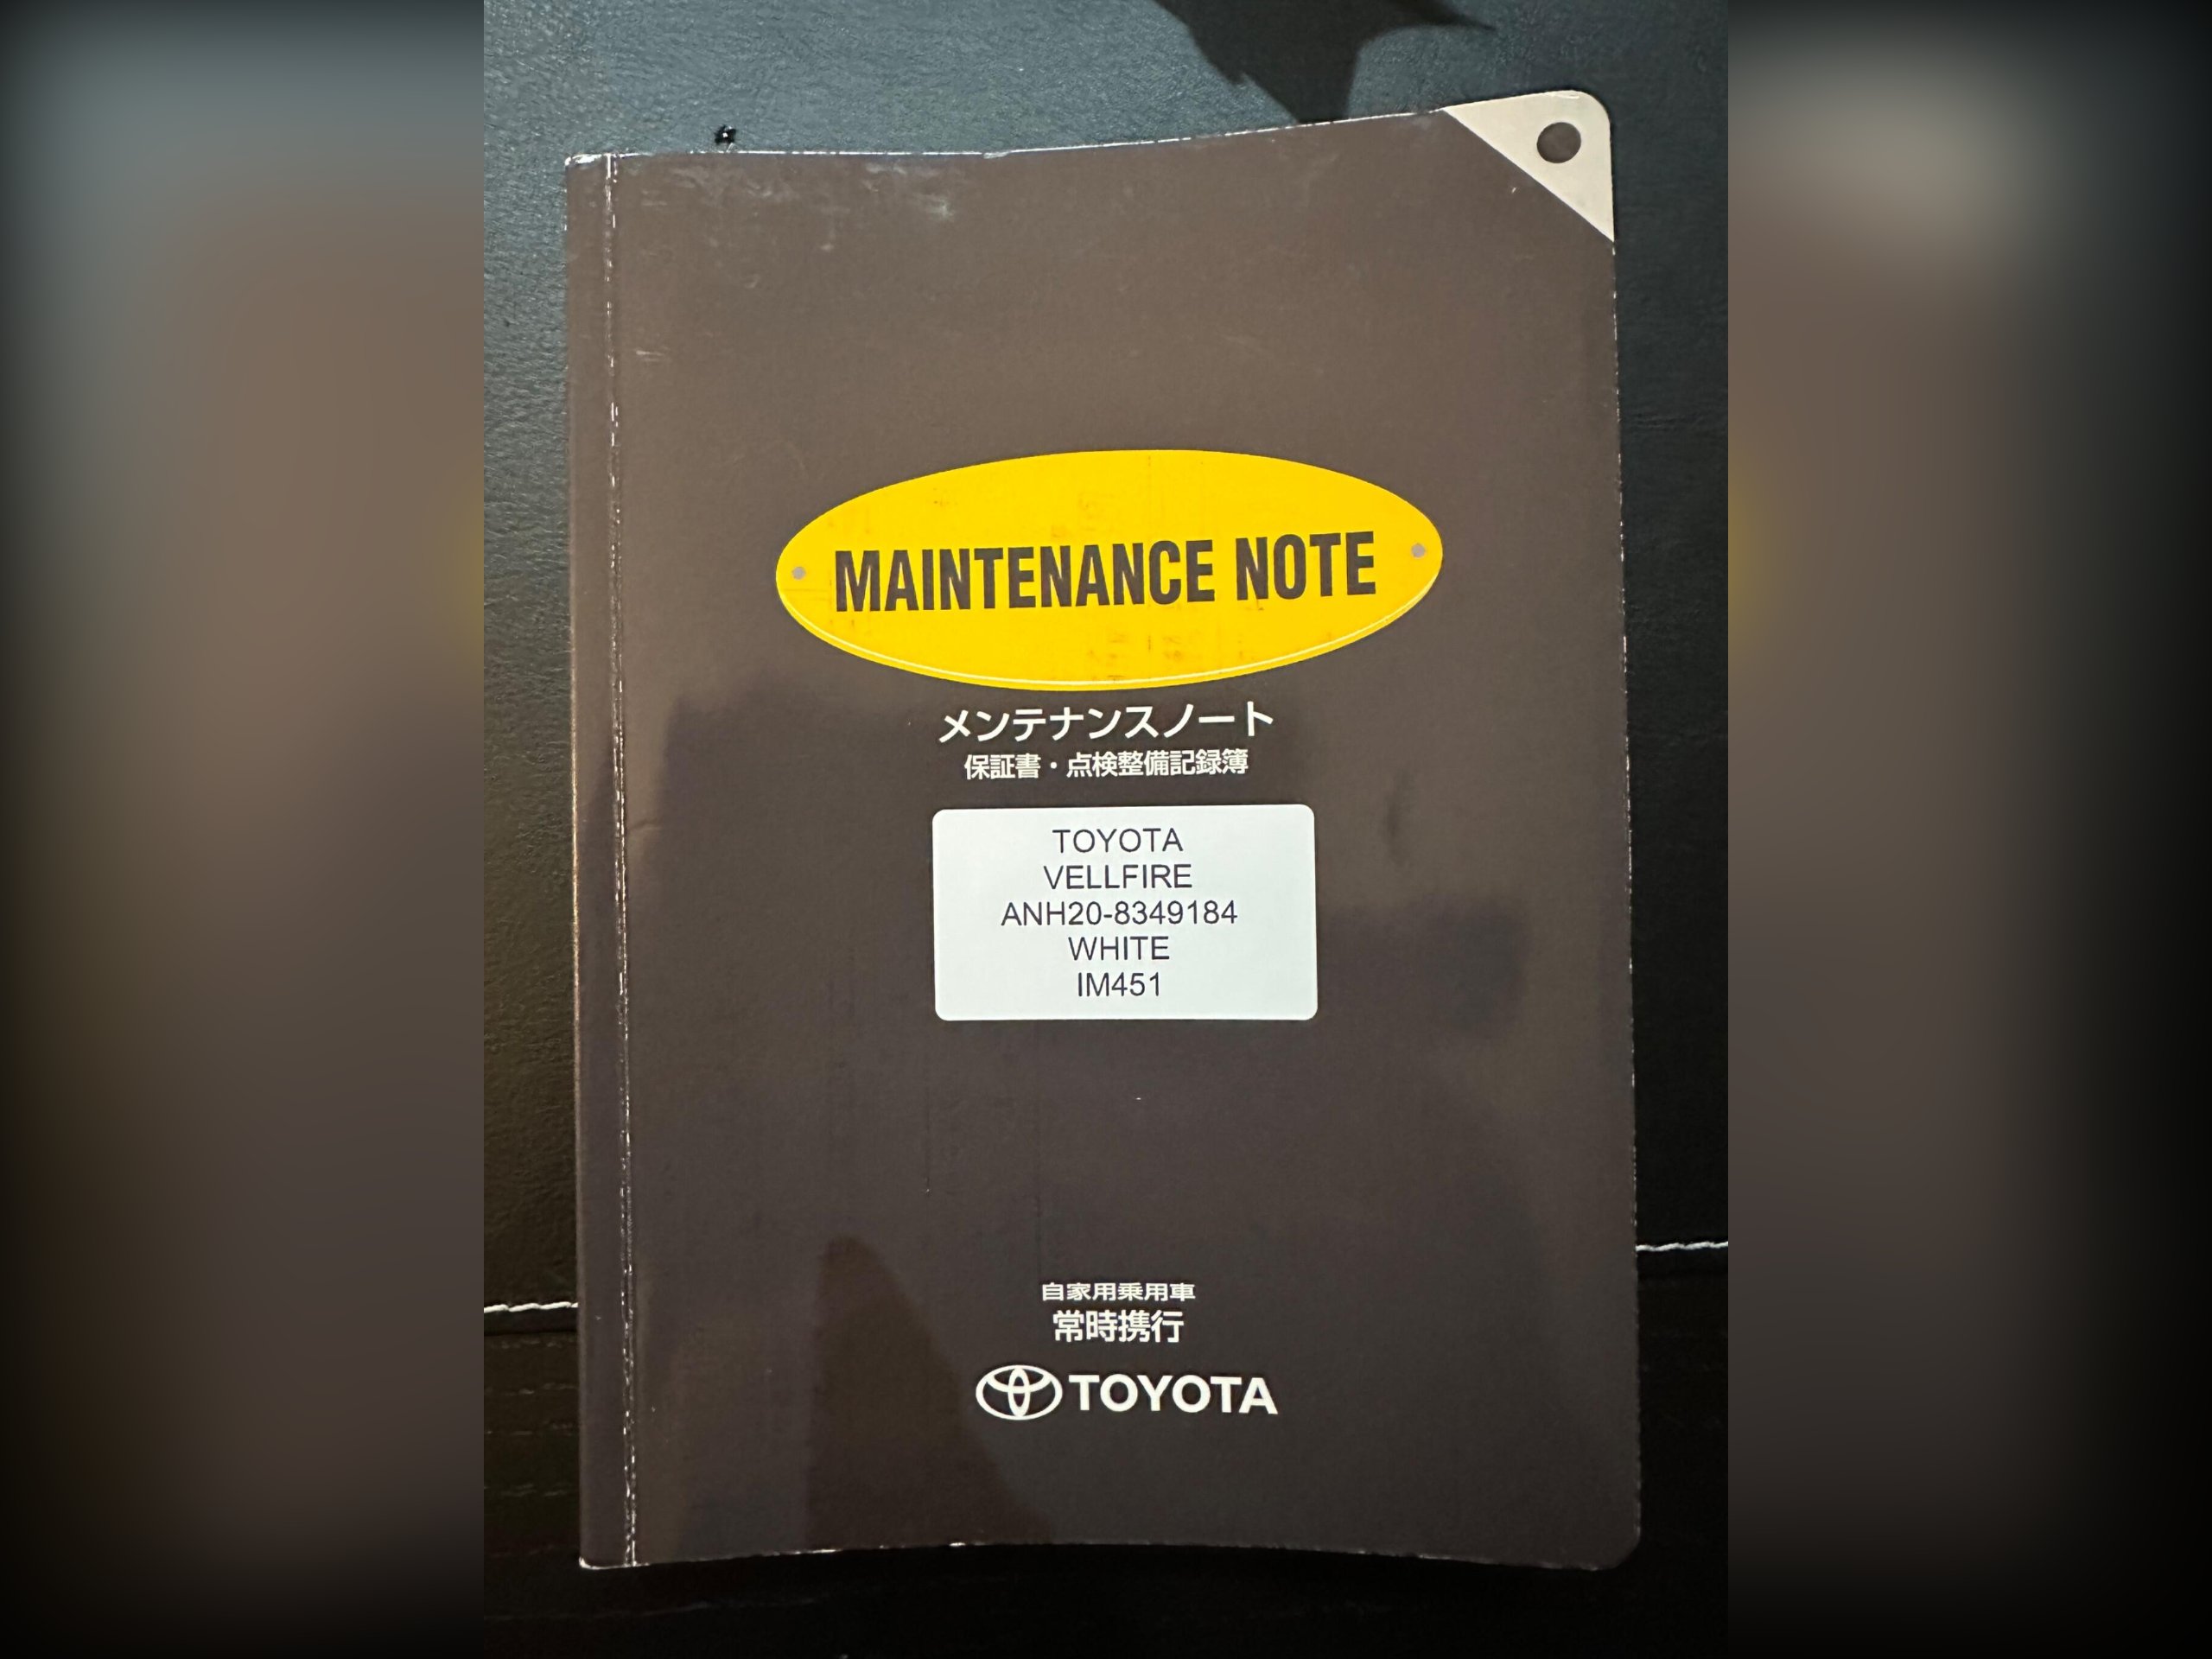 MAINTENANCE NOTE
メンテナンスノート
保証書・点検整備記録簿
TOYOTA
VELLFIRE
ANH20-8349184
WHITE
IM451
自家用乗用車
常時携行
TOYOTA